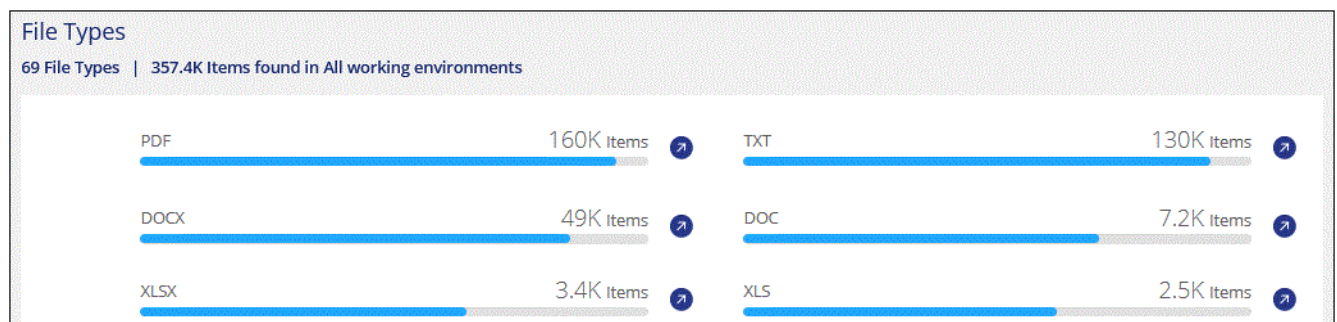 File Types
69 File Types | 357.4K Items found in All working environments
PDF 160K Items TXT 130K Items
DOCX 49K Items DOC 7.2K Items
XLSX 3.4K Items XLS 2.5K Items